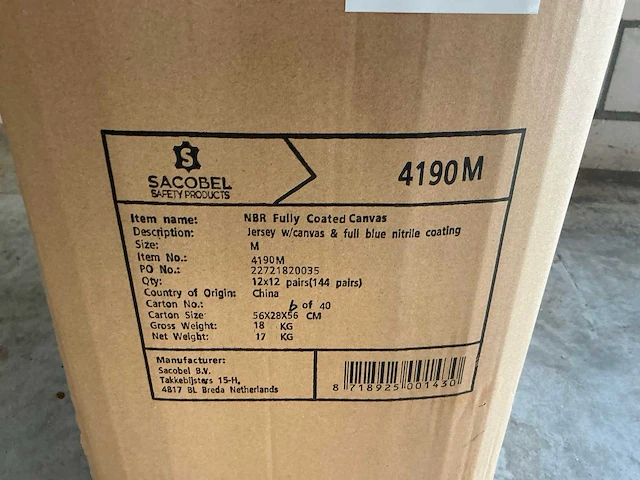 S
SACOBEL
SAFETY PRODUCTS
4190M
Item name: NBR Fully Coated Canvas
Description: Jersey w/canvas & full blue nitrile coating
Size: M
Item No.: 4190M
PO No.: 22721820035
Qty: 12x12 pairs(144 pairs)
Country of Origin: China
Carton No.: 6 of 40
Carton Size 56X28X56 CM
Gross Weight: 18 KG
Net Weight: 17 KG
Manufacturer:
Sacobel B.V.
Takkebijsters 15-H,
4817 BL Breda Netherlands
8 718925 001430